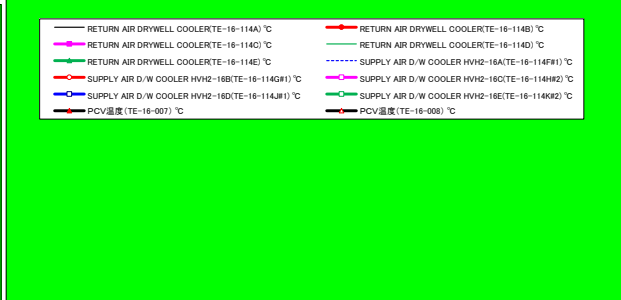 RETURN AIR DRYWELL COOLER(TE-16-114A) ℃
RETURN AIR DRYWELL COOLER(TE-16-114B) ℃
RETURN AIR DRYWELL COOLER(TE-16-114C) ℃
RETURN AIR DRYWELL COOLER(TE-16-114D) ℃
RETURN AIR DRYWELL COOLER(TE-16-114E) ℃
SUPPLY AIR D/W COOLER HVH2-16A(TE-16-114F#1) ℃
SUPPLY AIR D/W COOLER HVH2-16B(TE-16-114G#1) ℃
SUPPLY AIR D/W COOLER HVH2-16C(TE-16-114H#2) ℃
SUPPLY AIR D/W COOLER HVH2-16D(TE-16-114J#1) ℃
SUPPLY AIR D/W COOLER HVH2-16E(TE-16-114K#2) ℃
PCV温度(TE-16-007) ℃
PCV温度(TE-16-008) ℃